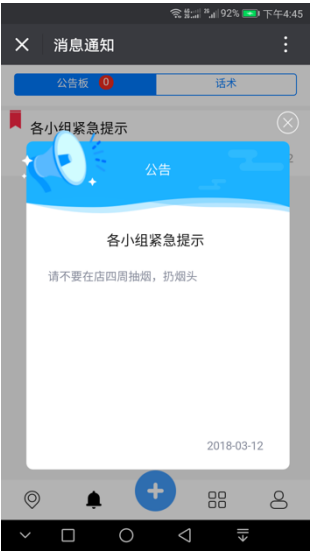 92% 下午4:45
消息通知
公告板 0 话术
各小组紧急提示
公告
各小组紧急提示
请不要在店四周抽烟，扔烟头
2018-03-12